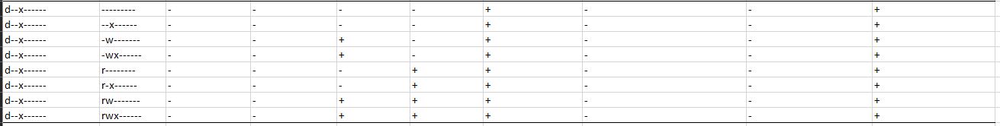 d--x------ --------- - - - - + - - +
d--x------ --x------ - - - - + - - +
d--x------ -w------- - - + - + - - +
d--x------ -wx------ - - + - + - - +
d--x------ r-------- - - - + + - - +
d--x------ r-x------ - - - + + - - +
d--x------ rw------- - - + + + - - +
d--x------ rwx------ - - + + + - - +